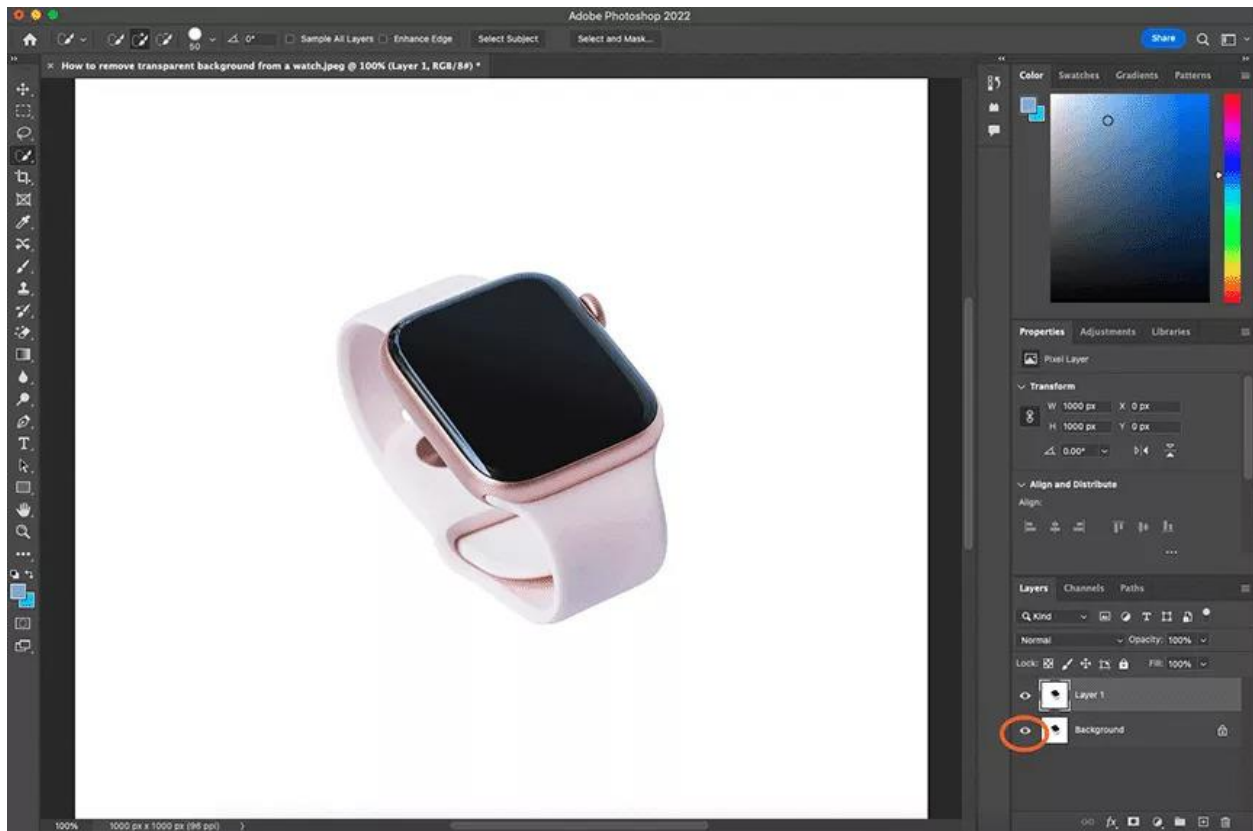 Adobe Photoshop 2022
50
0°
Sample All Layers
Enhance Edge
Select Subject
Select and Mask...
Share
× How to remove transparent background from a watch.jpeg @ 100% (Layer 1, RGB/8#) *
Color Swatches Gradients Patterns
Properties Adjustments Libraries
Pixel Layer
Transform
W 1000 px X 0 px
H 1000 px Y 0 px
0.00°
Align and Distribute
Align:
Layers Channels Paths
Kind
Normal Opacity: 100%
Lock: Fill: 100%
Layer 1
Background
fx
100% 1000 px x 1000 px (96 ppi)